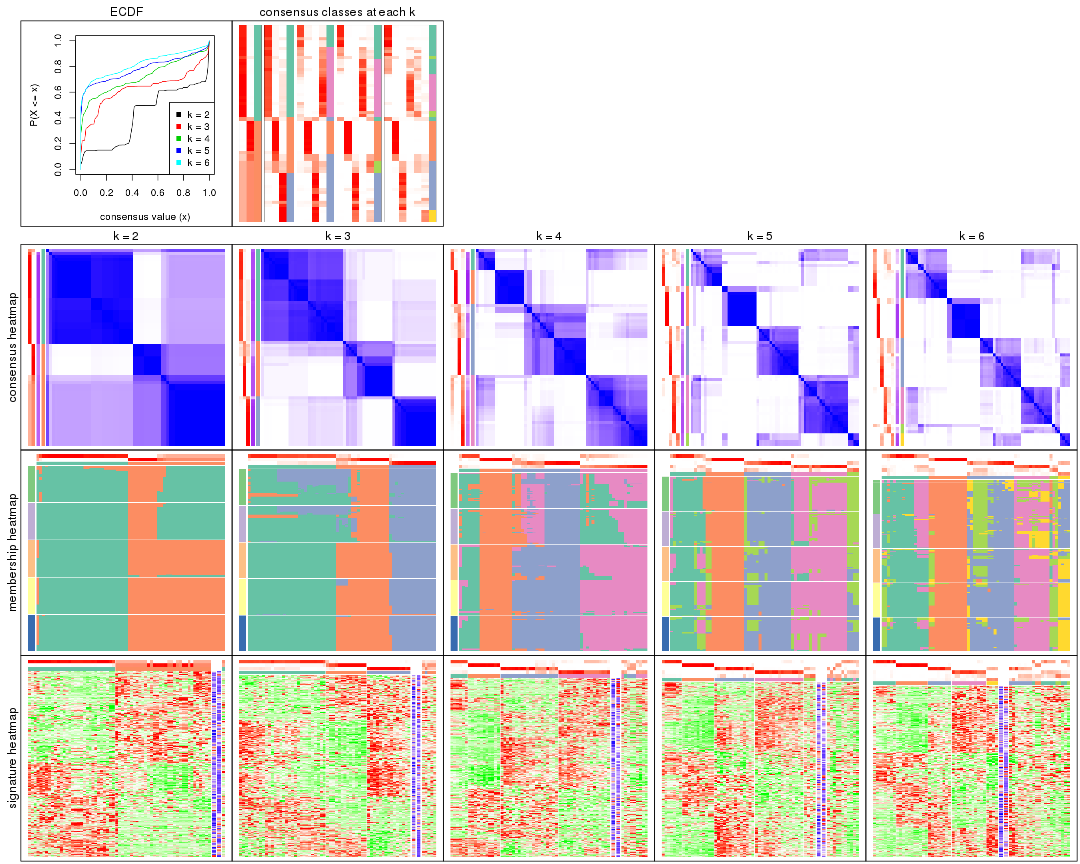 ECDF
consensus classes at each k
P(X <= x)
0.0 0.2 0.4 0.6 0.8 1.0
k = 2
k = 3
k = 4
k = 5
k = 6
0.0 0.2 0.4 0.6 0.8 1.0
consensus value (x)
k = 2 k = 3 k = 4 k = 5 k = 6
consensus heatmap
membership heatmap
signature heatmap